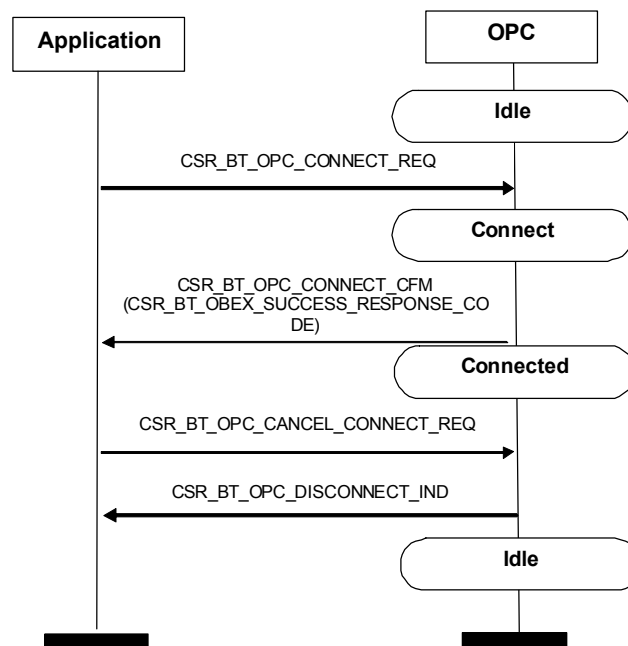 Application
OPC
Idle
CSR_BT_OPC_CONNECT_REQ
Connect
CSR_BT_OPC_CONNECT_CFM
(CSR_BT_OBEX_SUCCESS_RESPONSE_CO
DE)
Connected
CSR_BT_OPC_CANCEL_CONNECT_REQ
CSR_BT_OPC_DISCONNECT_IND
Idle